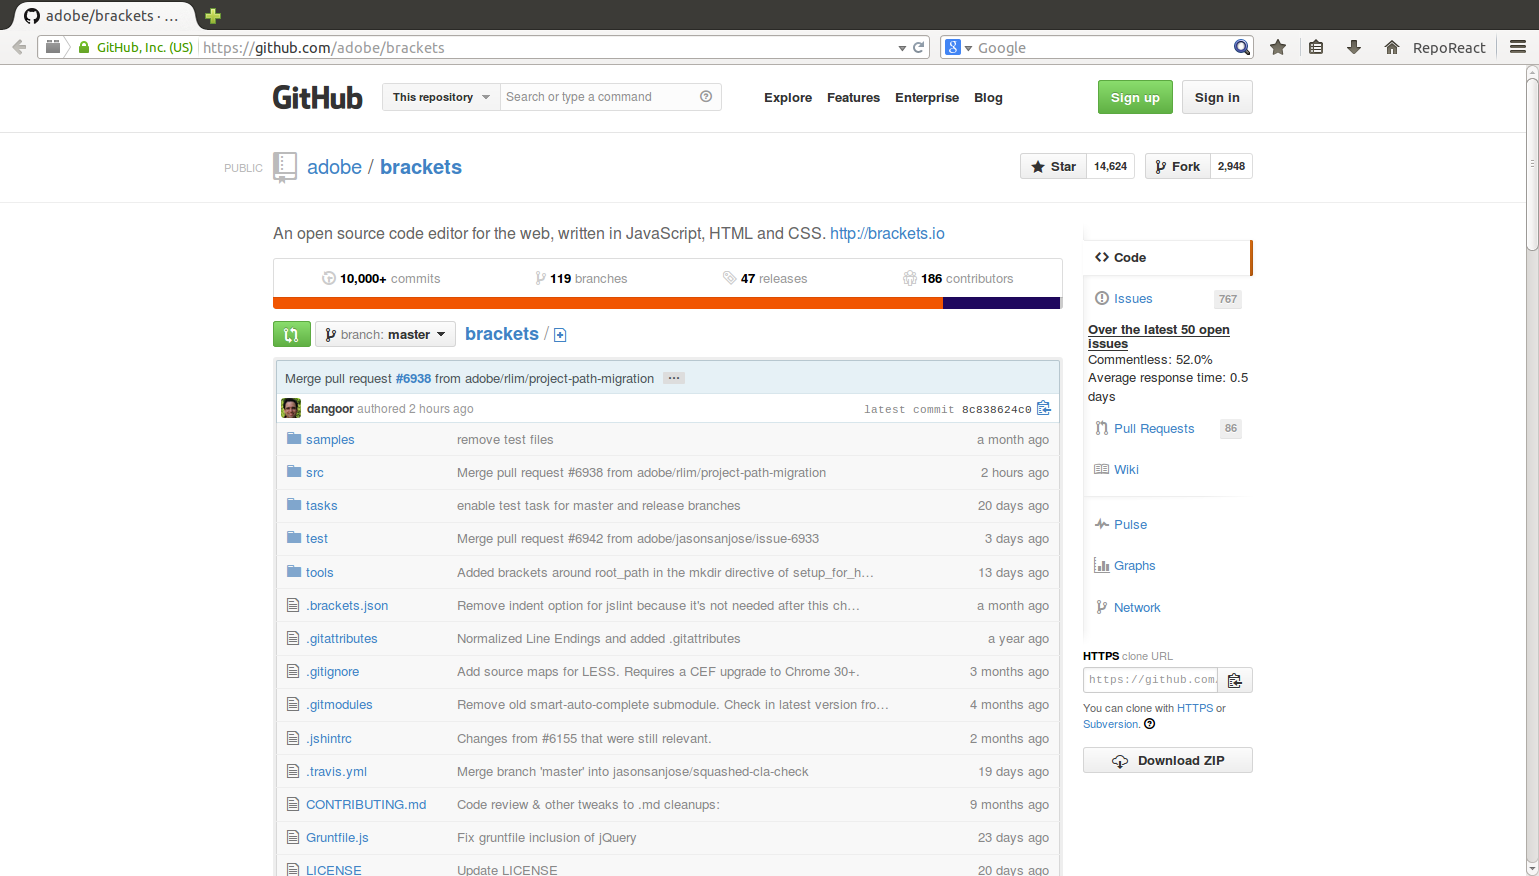 adobe/brackets · ...
GitHub, Inc. (US) https://github.com/adobe/brackets
8 Google
RepoReact
GitHub
This repository
Search or type a command
Explore Features Enterprise Blog
Sign up Sign in
PUBLIC adobe / brackets
Star 14,624 Fork 2,948
An open source code editor for the web, written in JavaScript, HTML and CSS. http://brackets.io
10,000+ commits 119 branches 47 releases 186 contributors
branch: master brackets /
Merge pull request #6938 from adobe/rlim/project-path-migration ...
dangoor authored 2 hours ago latest commit 8c838624c0
samples remove test files a month ago
src Merge pull request #6938 from adobe/rlim/project-path-migration 2 hours ago
tasks enable test task for master and release branches 20 days ago
test Merge pull request #6942 from adobe/jasonsanjose/issue-6933 3 days ago
tools Added brackets around root_path in the mkdir directive of setup_for_h... 13 days ago
.brackets.json Remove indent option for jslint because it's not needed after this ch... a month ago
.gitattributes Normalized Line Endings and added .gitattributes a year ago
.gitignore Add source maps for LESS. Requires a CEF upgrade to Chrome 30+. 3 months ago
.gitmodules Remove old smart-auto-complete submodule. Check in latest version fro... 4 months ago
.jshintrc Changes from #6155 that were still relevant. 2 months ago
.travis.yml Merge branch 'master' into jasonsanjose/squashed-cla-check 19 days ago
CONTRIBUTING.md Code review & other tweaks to .md cleanups: 9 months ago
Gruntfile.js Fix gruntfile inclusion of jQuery 23 days ago
LICENSE Update LICENSE 20 days ago
Code
Issues 767
Over the latest 50 open
issues
Commentless: 52.0%
Average response time: 0.5
days
Pull Requests 86
Wiki
Pulse
Graphs
Network
HTTPS clone URL
https://github.com
You can clone with HTTPS or
Subversion.
Download ZIP